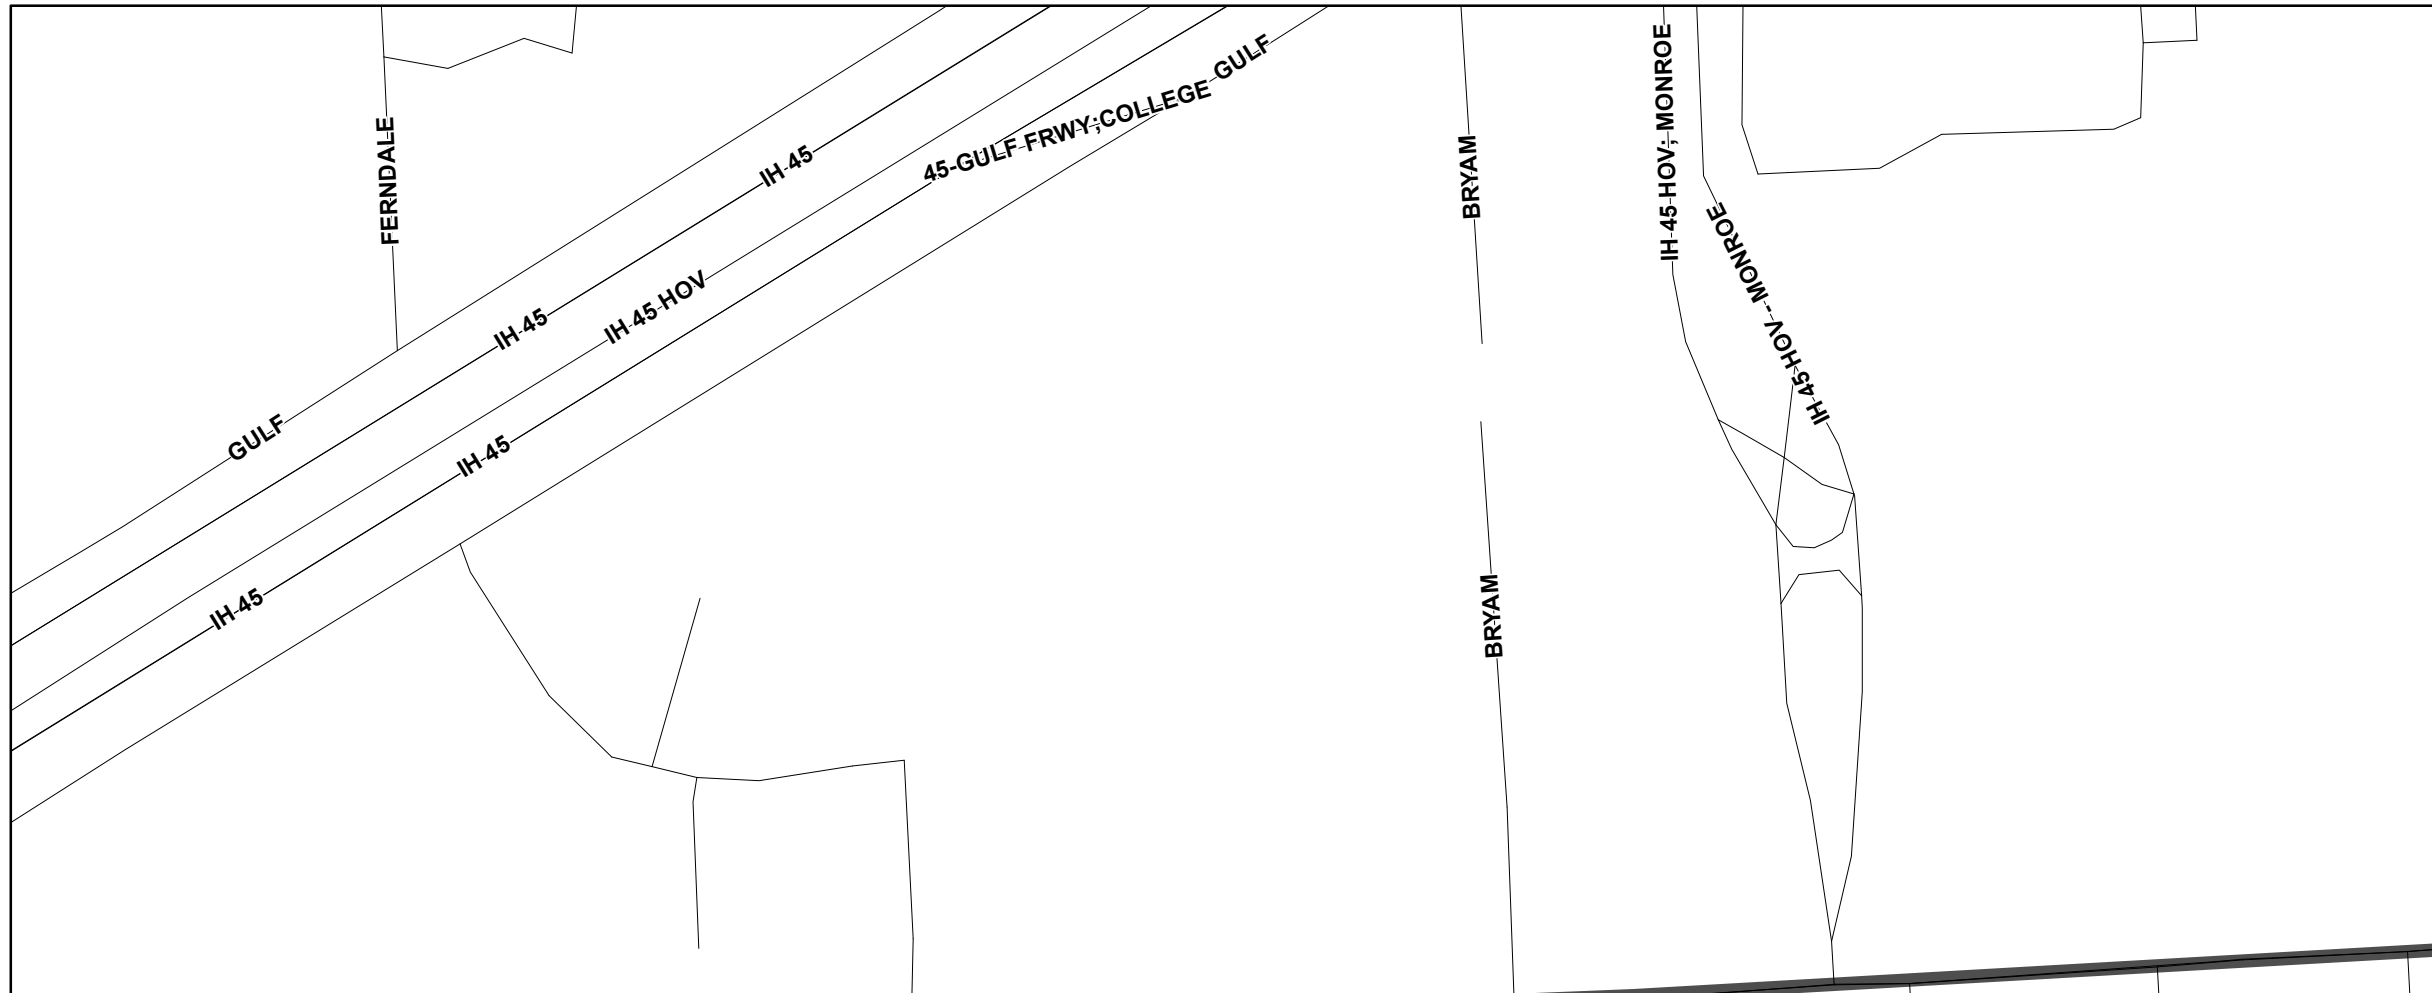 GULF
IH 45
45-GULF FRWY;COLLEGE
FERNDALE
BRYAM
IH 45 HOV; MONROE
IH 45 HOV - MONROE
IH 45
IH 45 HOV
GULF
IH 45
IH 45
BRYAM